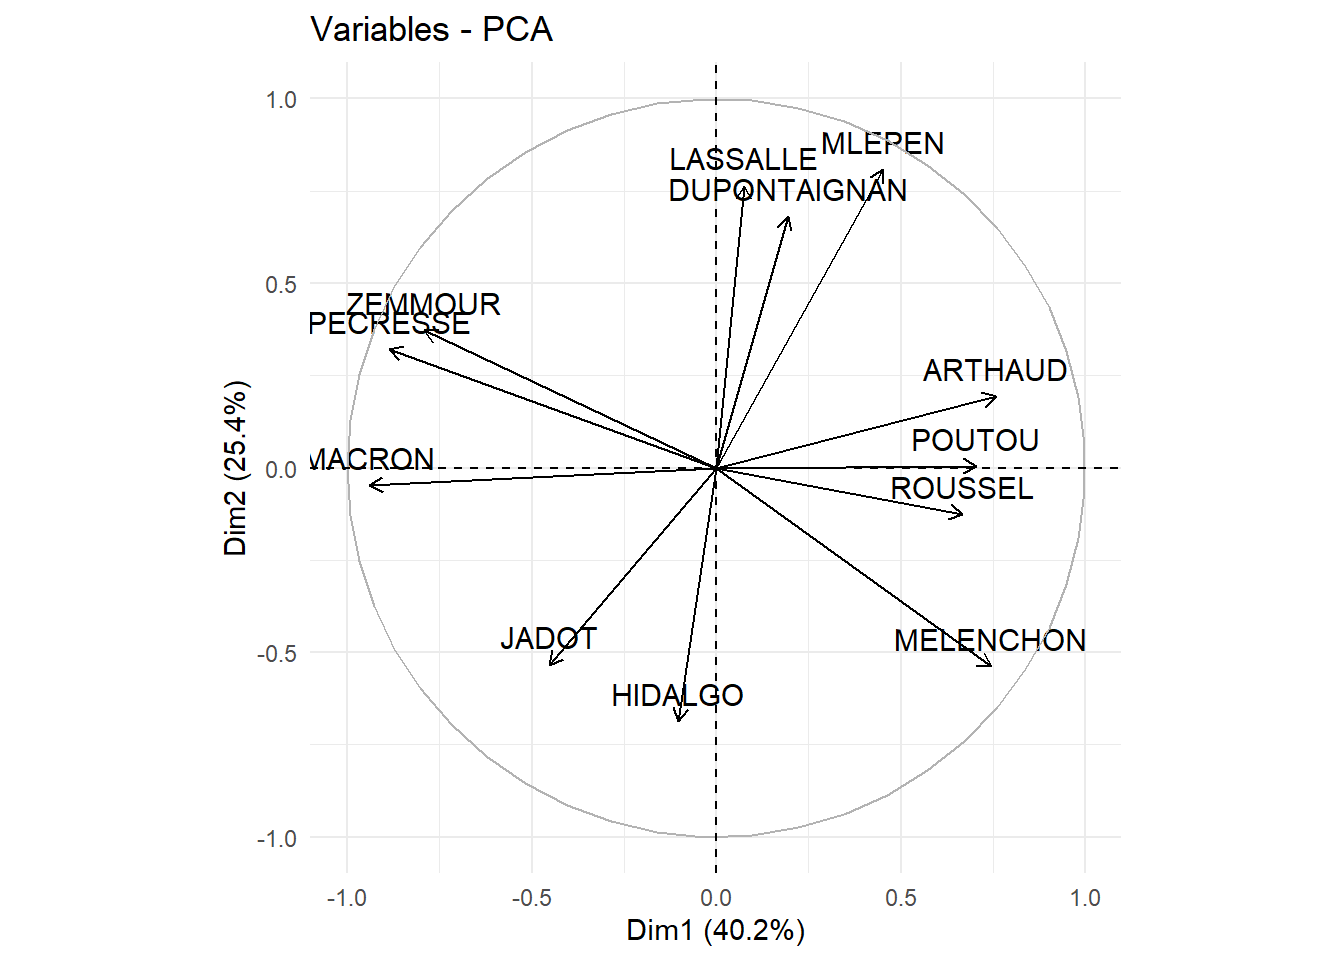 Variables - PCA
1.0
MLEPEN
LASSALLE
DUPONTAIGNAN
0.5
ZEMMOUR
PECRESSE
ARTHAUD
POUTOU
MACRON
0.0
ROUSSEL
Dim2 (25.4%)
JADOT
MELENCHON
-0.5
HIDALGO
-1.0
-1.0 -0.5 0.0 0.5 1.0
Dim1 (40.2%)